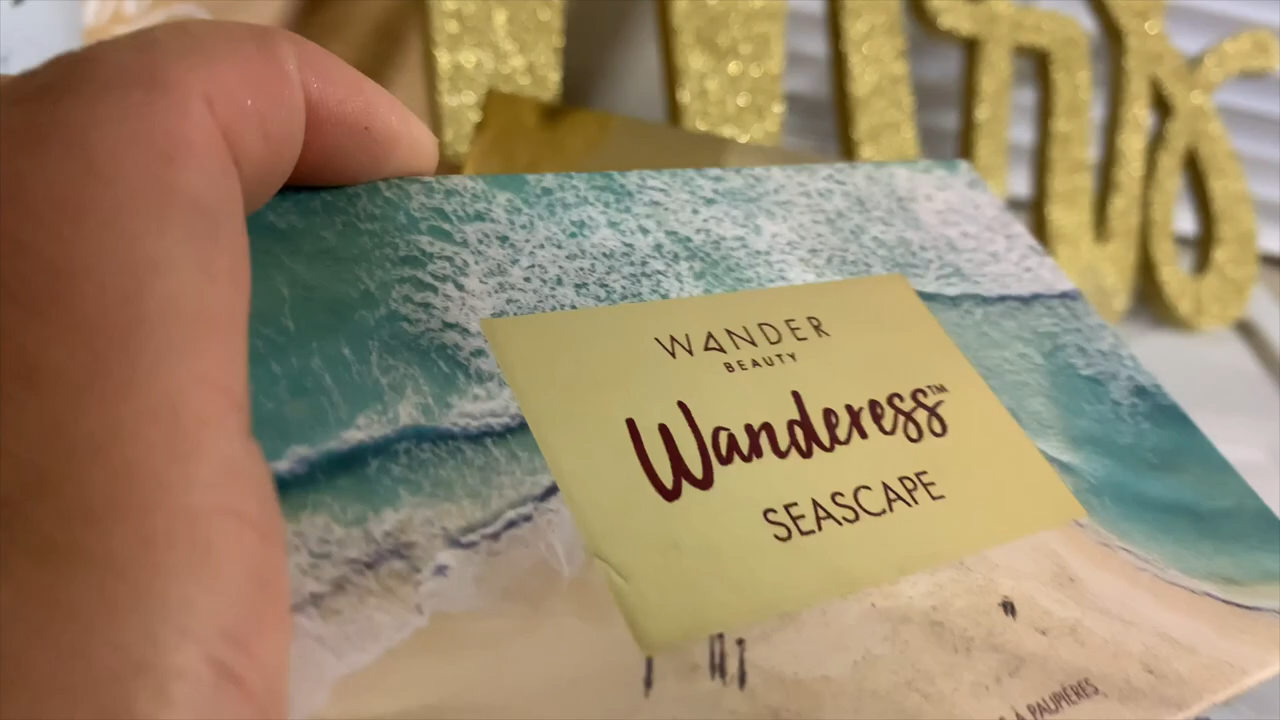 WANDER
BEAUTY
Wanderess™
SEASCAPE
À PAUPIÈRES